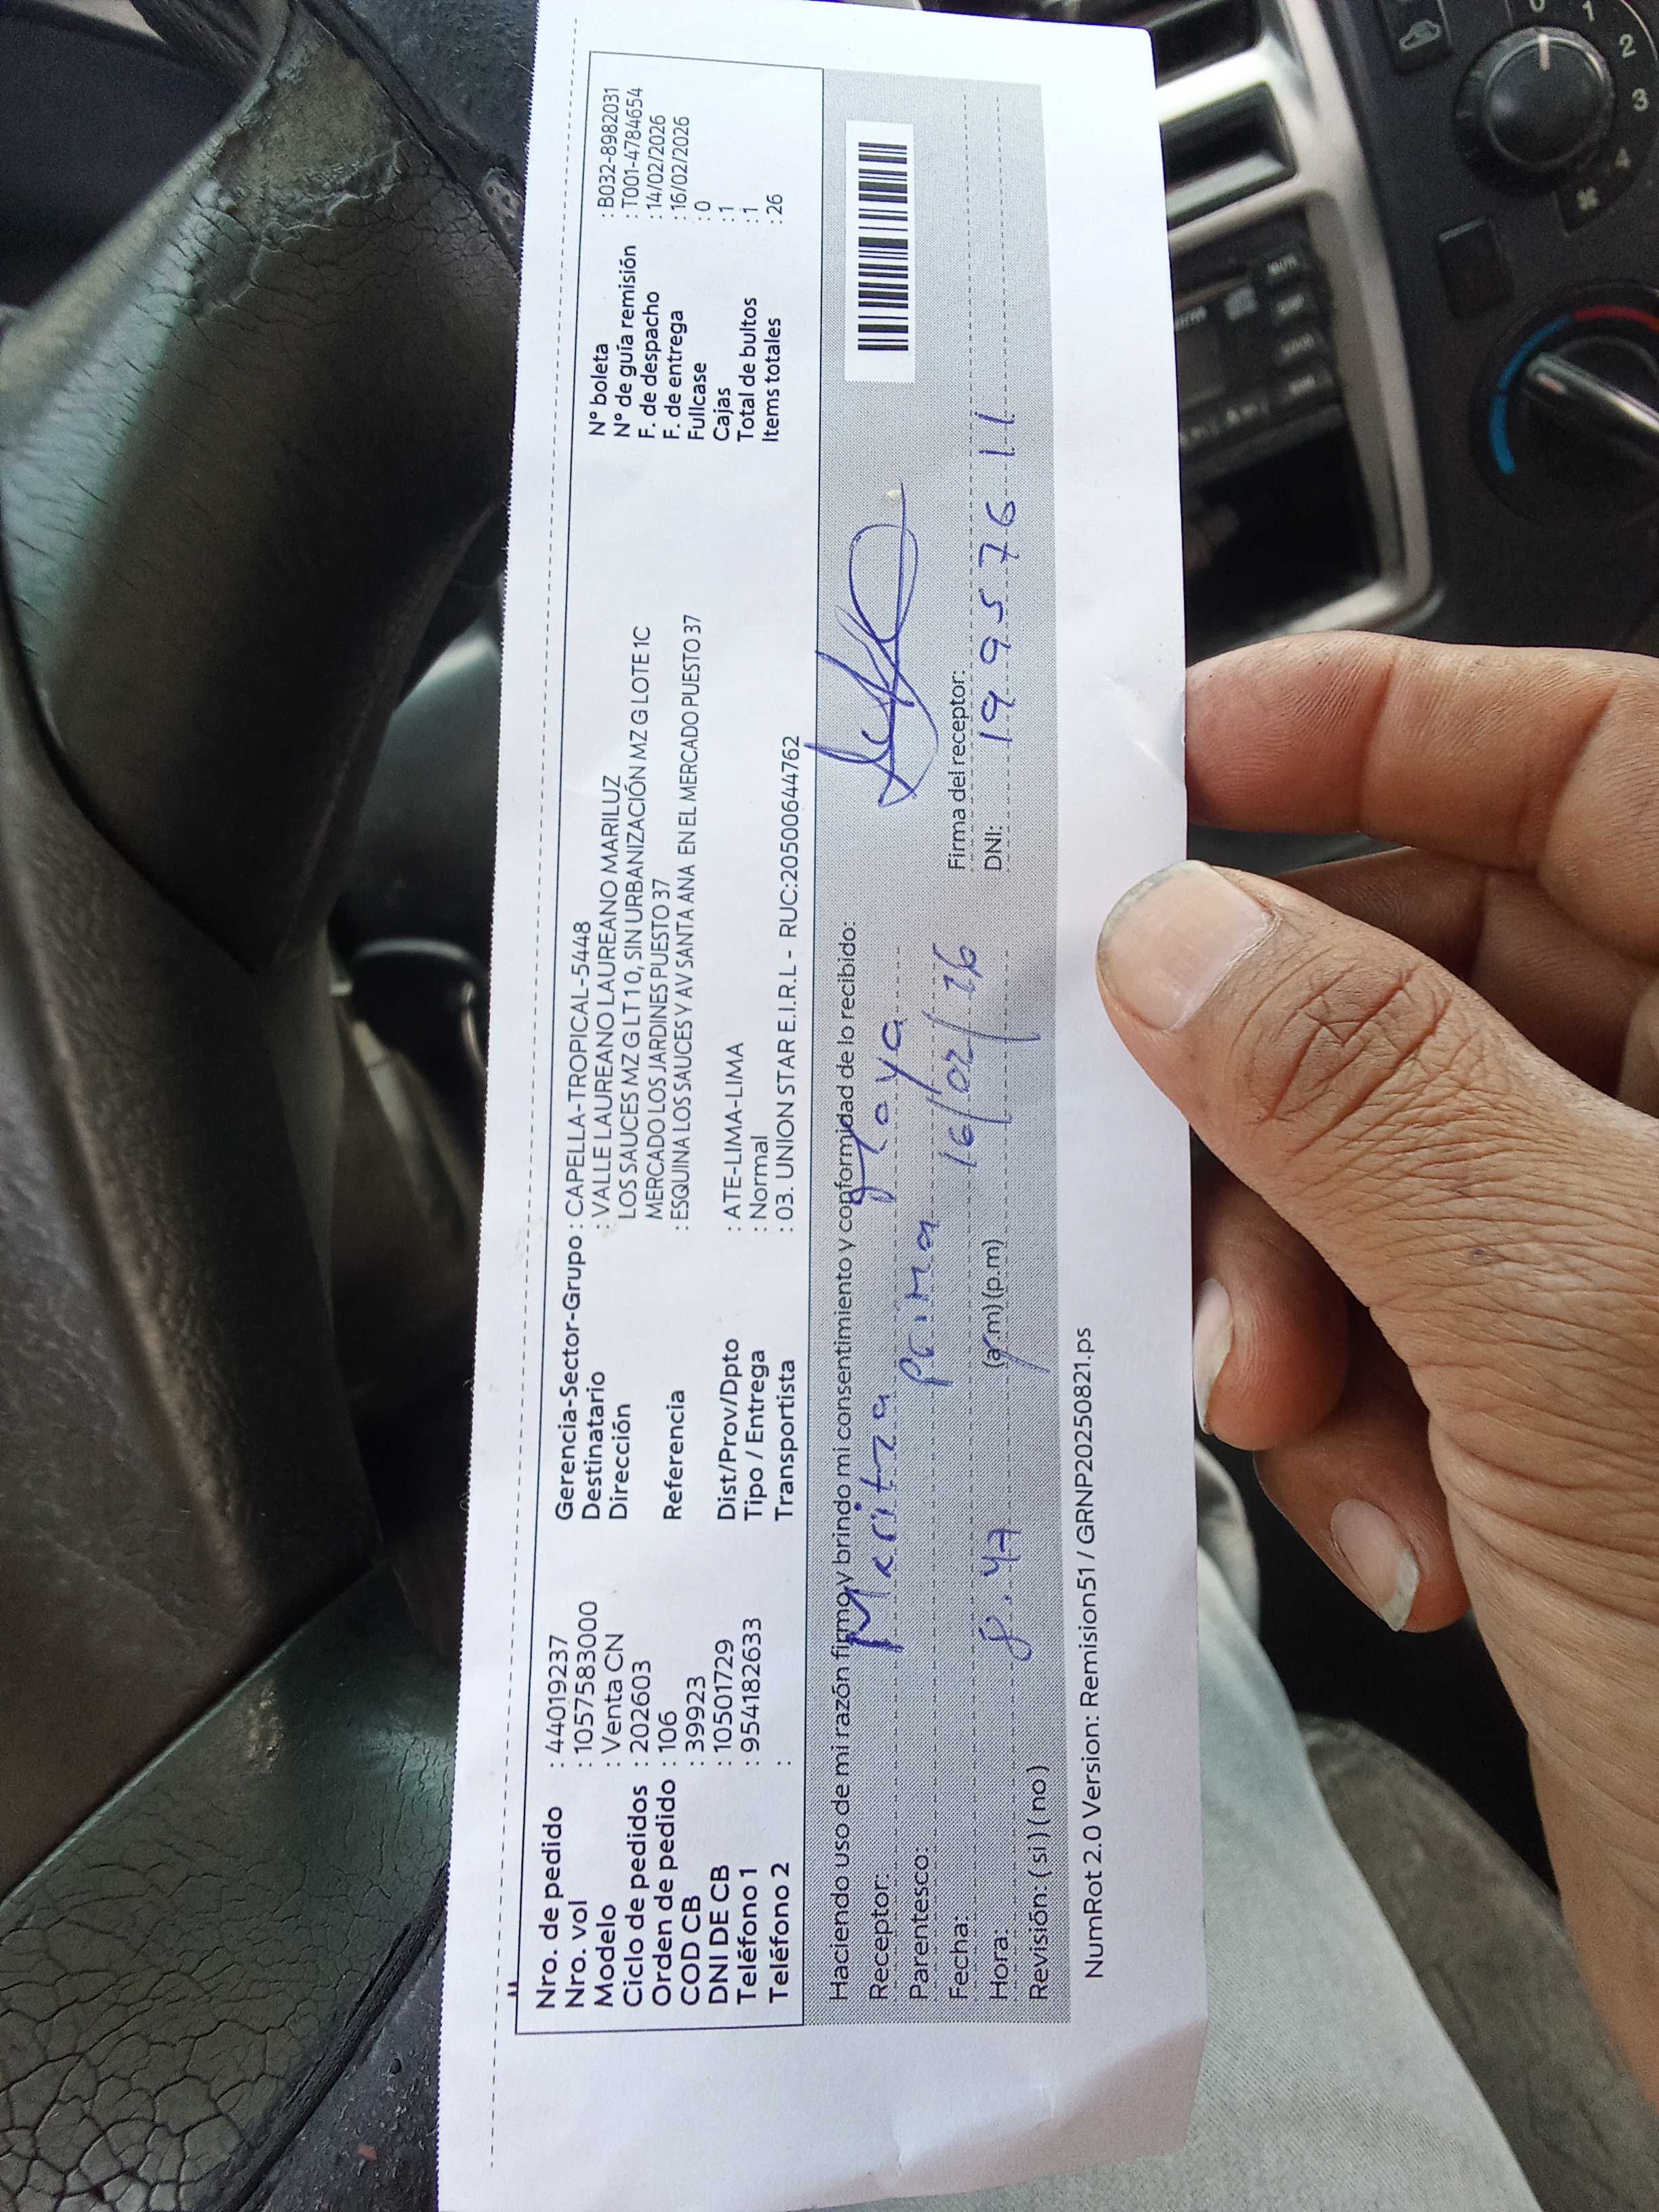 Nro. de pedido : 44019237
Nro. vol : 1057583000
Modelo : Venta CN
Ciclo de pedidos : 202603
Orden de pedido : 106
COD CB : 39923
DNI DE CB : 10501729
Teléfono 1 : 954182633
Teléfono 2 :
Gerencia-Sector-Grupo : CAPELLA-TROPICAL-5448
Destinatario : VALLE LAUREANO LAUREANO MARILUZ
Dirección LOS SAUCES MZ G LT 10, SIN URBANIZACIÓN MZ G LOTE 1C
MERCADO LOS JARDINES PUESTO 37
Referencia : ESQUINA LOS SAUCES Y AV SANTA ANA EN EL MERCADO PUESTO 37
Dist/Prov/Dpto : ATE-LIMA-LIMA
Tipo / Entrega : Normal
Transportista : 03. UNION STAR E.I.R.L - RUC:20500644762
N° boleta : B032-8982031
N° de guía remisión : T001-4784654
F. de despacho : 14/02/2026
F. de entrega : 16/02/2026
Fullcase : 0
Cajas : 1
Total de bultos : 1
Items totales : 26
Haciendo uso de mi razón firmo y brindo mi consentimiento y conformidad de lo recibido:
Receptor: Maritza Loya
Parentesco: Prima
Fecha: 16/02/26
Hora: 8.47 (a.m) (p.m)
Revisión: ( si ) ( no )
Firma del receptor:
DNI: 19957611
NumRot 2.0 Version: Remision51 / GRNP20250821.ps
1
2
3
4